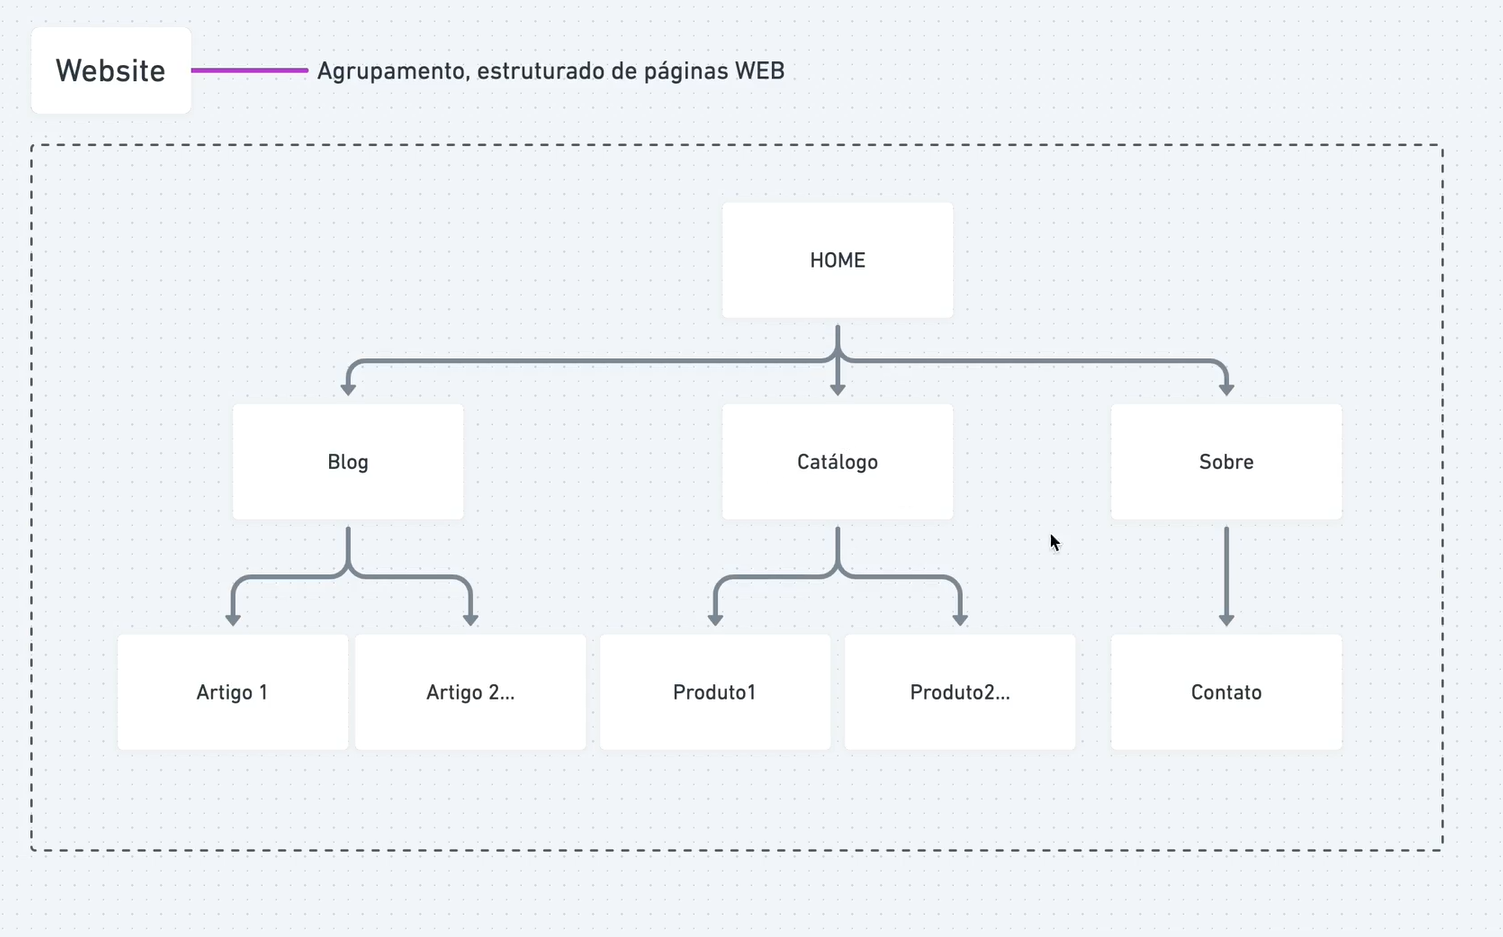 Website
Agrupamento, estruturado de páginas WEB
HOME
Blog
Catálogo
Sobre
Artigo 1
Artigo 2...
Produto1
Produto2...
Contato